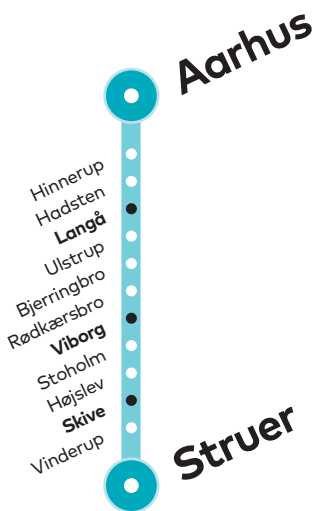 Aarhus
Hinnerup
Hadsten
Langå
Ulstrup
Bjerringbro
Rødkærsbro
Viborg
Stoholm
Højslev
Skive
Vinderup
Struer